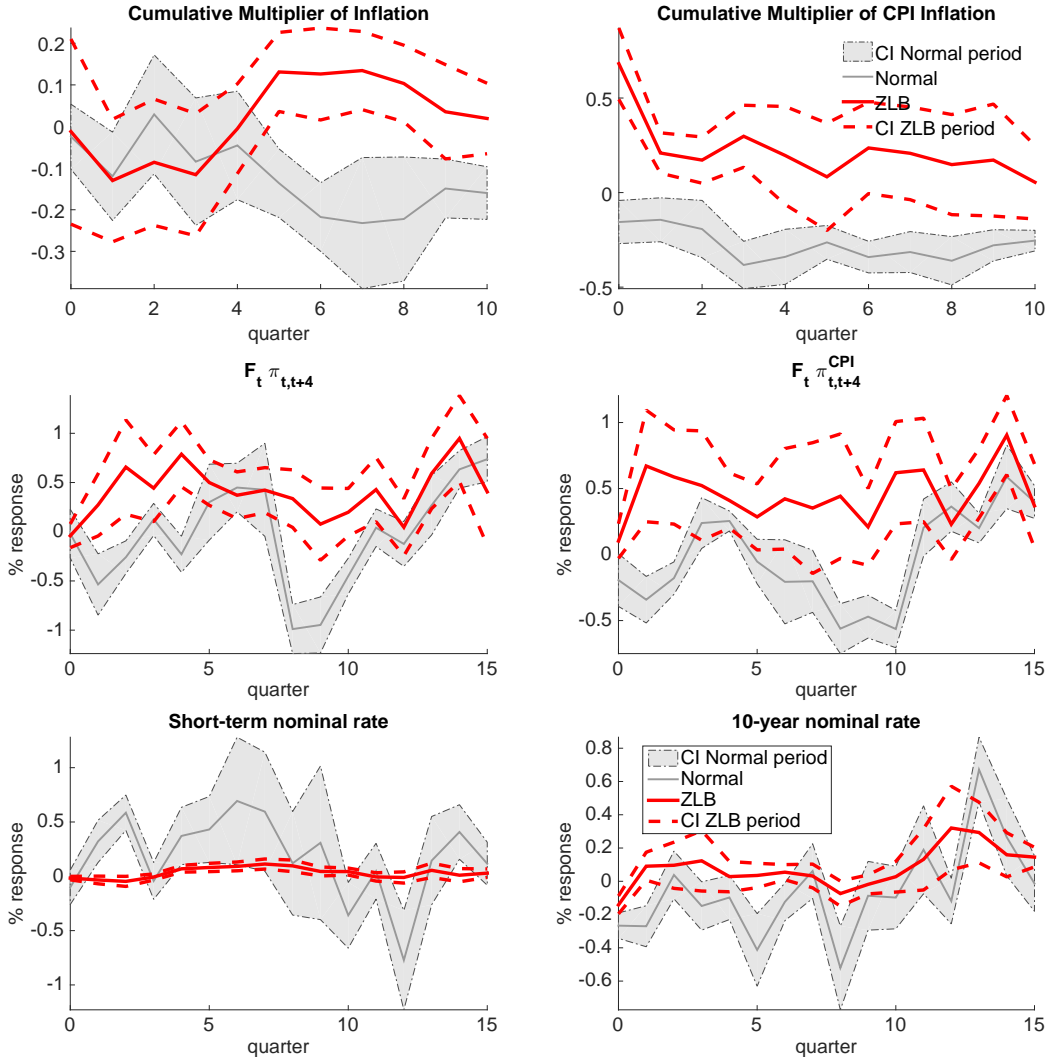 Cumulative Multiplier of Inflation
0.2
0.1
0
-0.1
-0.2
-0.3
0 2 4 6 8 10
quarter
Cumulative Multiplier of CPI Inflation
CI Normal period
Normal
ZLB
CI ZLB period
0.5
0
-0.5
0 2 4 6 8 10
quarter
F_t π_t,t+4
% response
1
0.5
0
-0.5
-1
0 5 10 15
quarter
F_t π_t,t+4^CPI
% response
1
0.5
0
-0.5
0 5 10 15
quarter
Short-term nominal rate
% response
1
0.5
0
-0.5
-1
0 5 10 15
quarter
10-year nominal rate
CI Normal period
Normal
ZLB
CI ZLB period
% response
0.8
0.6
0.4
0.2
0
-0.2
-0.4
-0.6
0 5 10 15
quarter